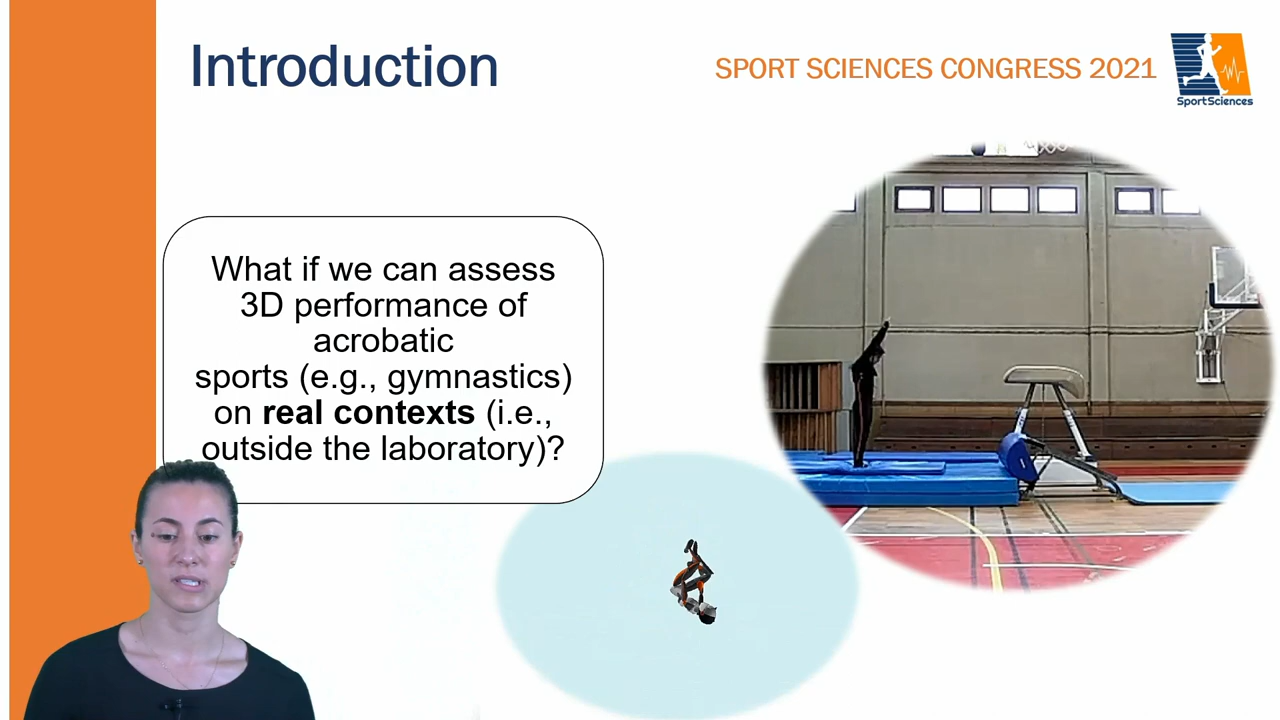 Introduction
SPORT SCIENCES CONGRESS 2021
SportSciences
What if we can assess
3D performance of
acrobatic
sports (e.g., gymnastics)
on real contexts (i.e.,
outside the laboratory)?